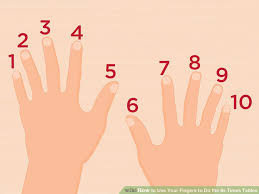 1 2 3 4 5 6 7 8 9 10
wikiHow to Use Your Fingers to Do the 9s Times Tables